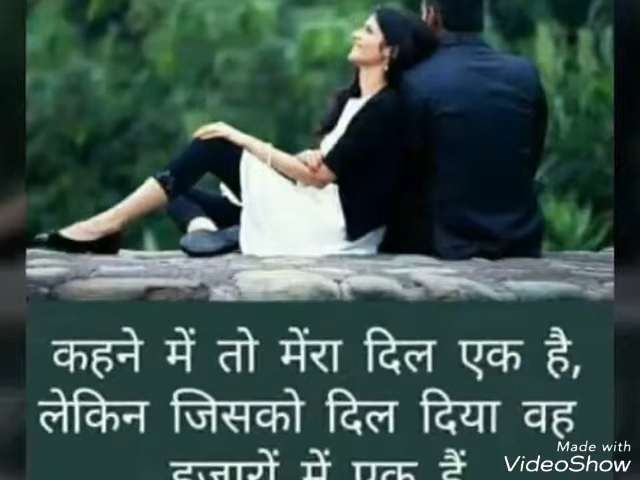 कहने में तो मेंरा दिल एक है,
लेकिन जिसको दिल दिया वह
हजारों में एक हैं
Made with
VideoShow